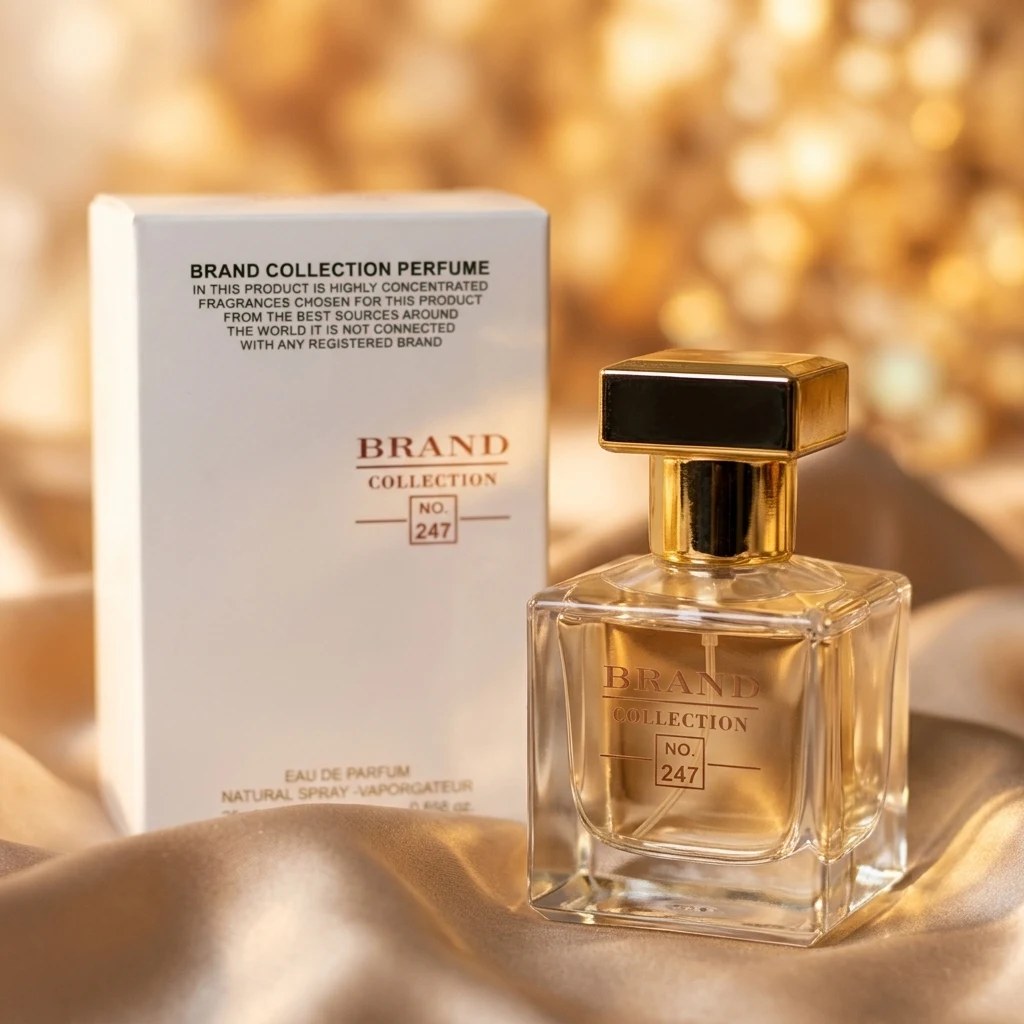 BRAND COLLECTION PERFUME
IN THIS PRODUCT IS HIGHLY CONCENTRATED
FRAGRANCES CHOSEN FOR THIS PRODUCT
FROM THE BEST SOURCES AROUND
THE WORLD IT IS NOT CONNECTED
WITH ANY REGISTERED BRAND
BRAND
COLLECTION
NO.
247
EAU DE PARFUM
NATURAL SPRAY -VAPORGATEUR
BRAND
COLLECTION
NO.
247